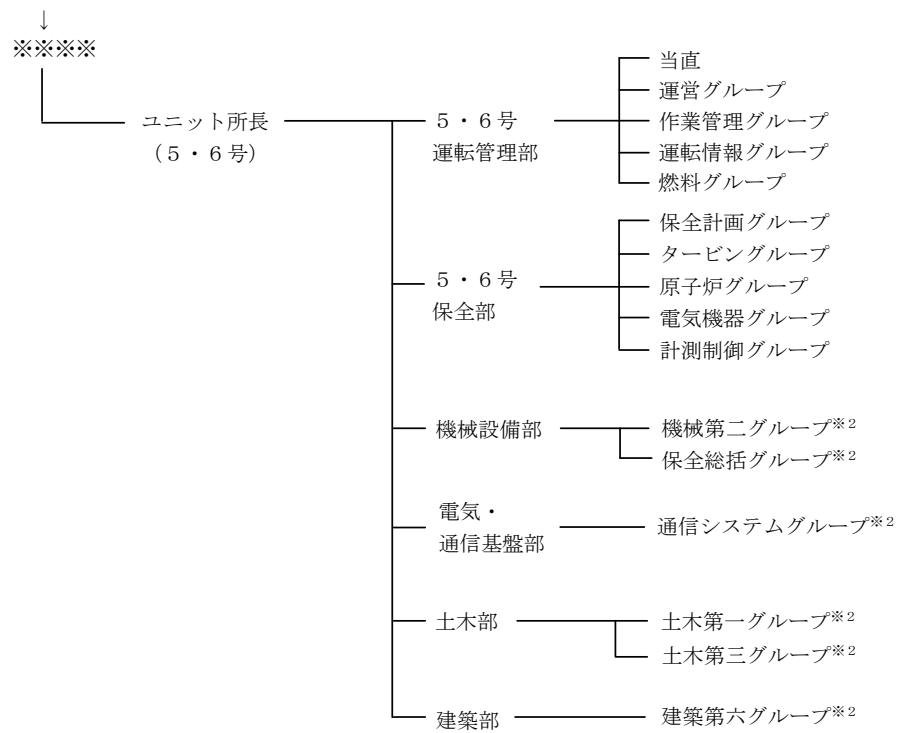 ↓
※※※※
ユニット所長
（５・６号）
５・６号
運転管理部
当直
運営グループ
作業管理グループ
運転情報グループ
燃料グループ
５・６号
保全部
保全計画グループ
タービングループ
原子炉グループ
電気機器グループ
計測制御グループ
機械設備部
機械第二グループ※２
保全総括グループ※２
電気・
通信基盤部
通信システムグループ※２
土木部
土木第一グループ※２
土木第三グループ※２
建築部
建築第六グループ※２